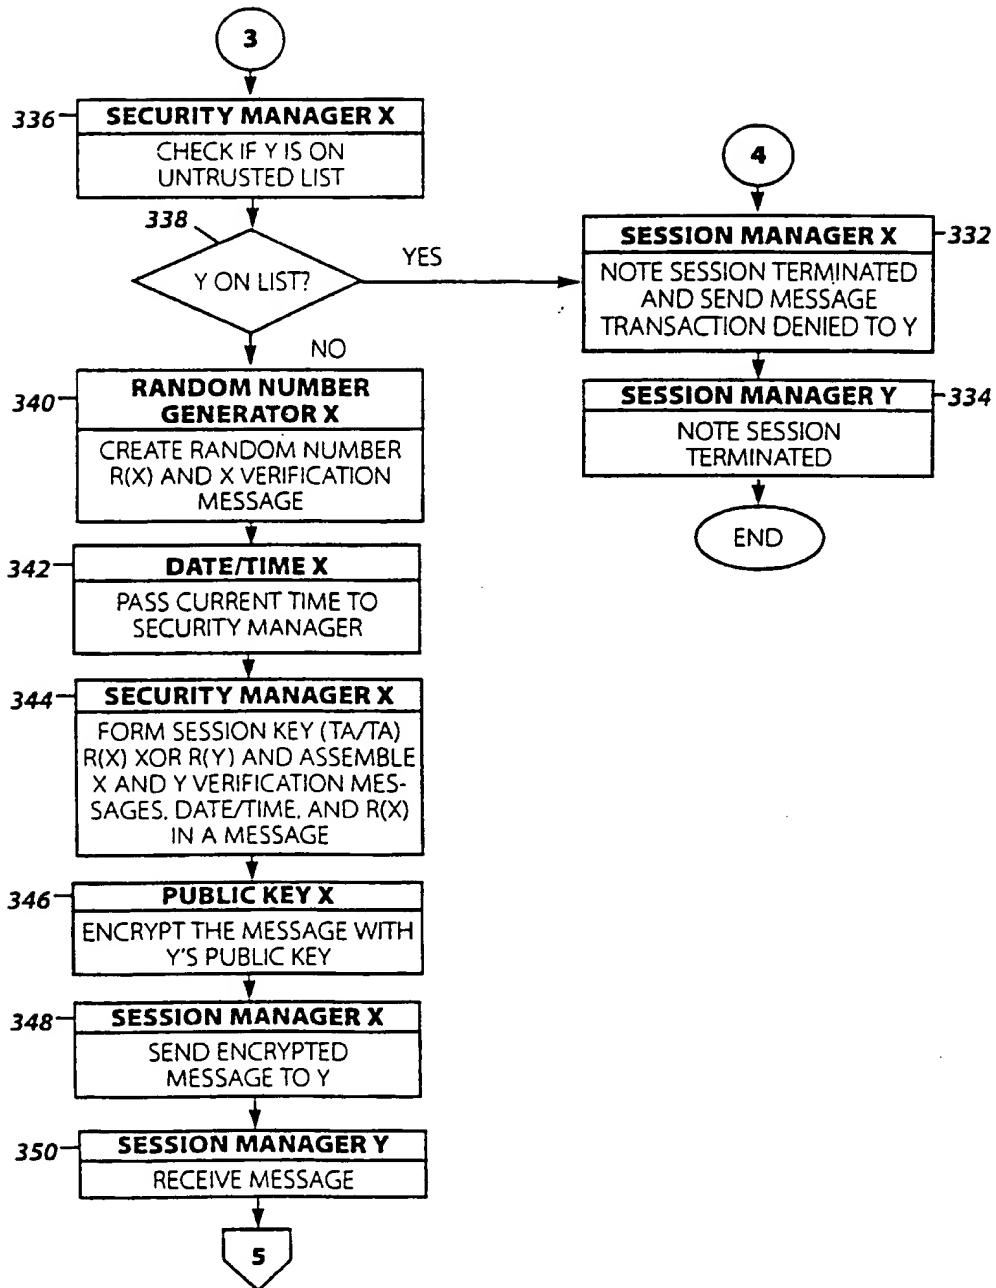 3
336
SECURITY MANAGER X
CHECK IF Y IS ON
UNTRUSTED LIST
338
Y ON LIST?
YES
NO
4
SESSION MANAGER X
332
NOTE SESSION TERMINATED
AND SEND MESSAGE
TRANSACTION DENIED TO Y
SESSION MANAGER Y
334
NOTE SESSION
TERMINATED
END
340
RANDOM NUMBER
GENERATOR X
CREATE RANDOM NUMBER
R(X) AND X VERIFICATION
MESSAGE
342
DATE/TIME X
PASS CURRENT TIME TO
SECURITY MANAGER
344
SECURITY MANAGER X
FORM SESSION KEY (TA/TA)
R(X) XOR R(Y) AND ASSEMBLE
X AND Y VERIFICATION MES-
SAGES, DATE/TIME, AND R(X)
IN A MESSAGE
346
PUBLIC KEY X
ENCRYPT THE MESSAGE WITH
Y'S PUBLIC KEY
348
SESSION MANAGER X
SEND ENCRYPTED
MESSAGE TO Y
350
SESSION MANAGER Y
RECEIVE MESSAGE
5